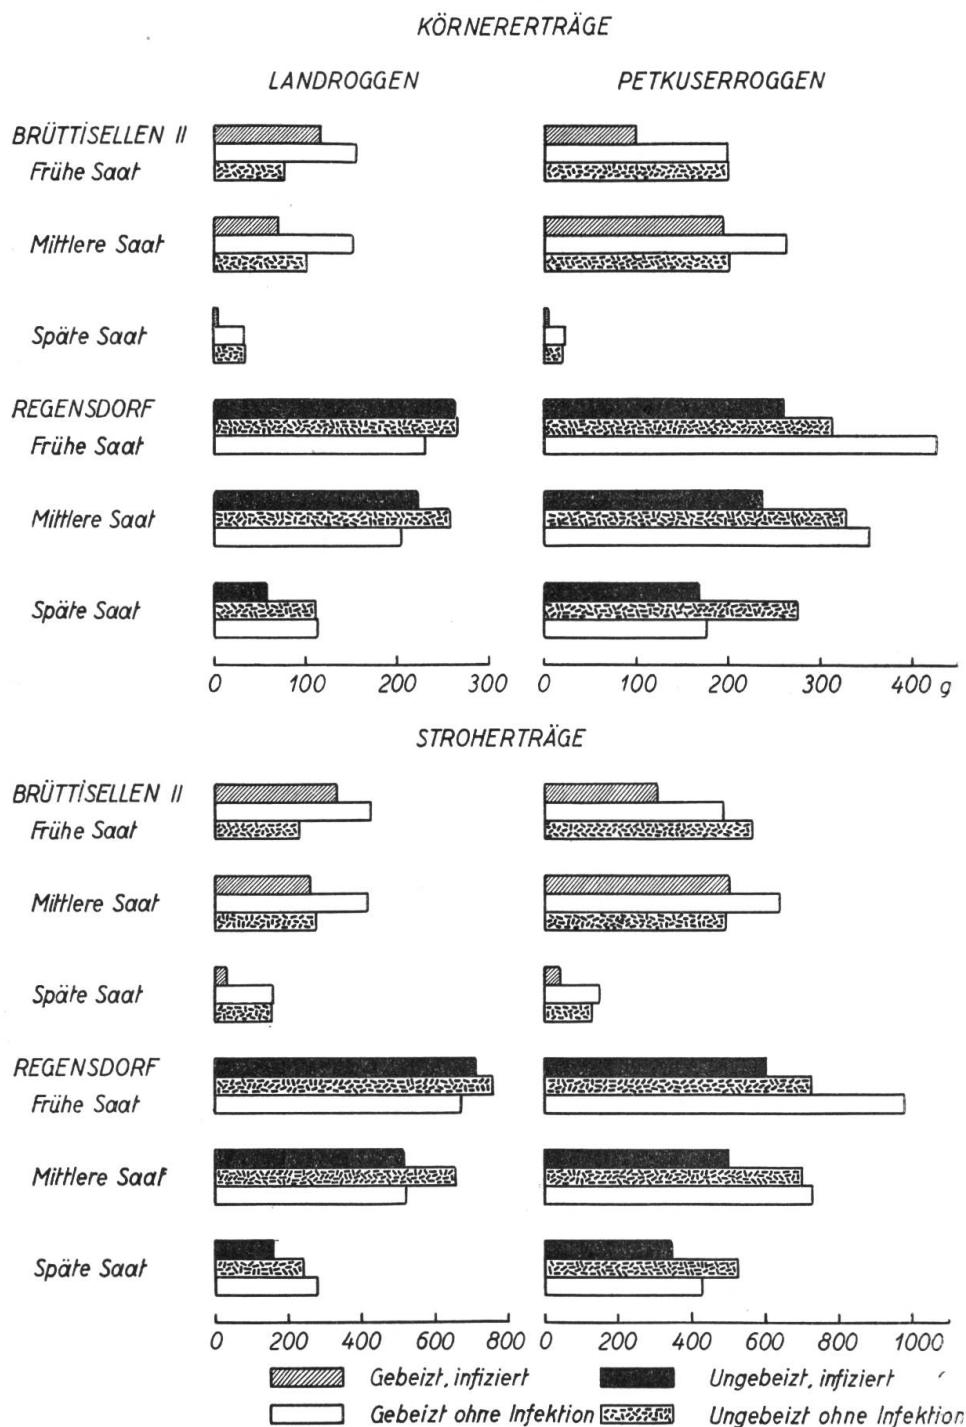 KÖRNERERTRÄGE
LANDROGGEN PETKUSERROGGEN
BRÜTTISELLEN II
Frühe Saat
Mittlere Saat
Späte Saat
REGENSDORF
Frühe Saat
Mittlere Saat
Späte Saat
0 100 200 300 0 100 200 300 400 g
STROHERTRÄGE
BRÜTTISELLEN II
Frühe Saat
Mittlere Saat
Späte Saat
REGENSDORF
Frühe Saat
Mittlere Saat
Späte Saat
0 200 400 600 800 0 200 400 600 800 1000
Gebeizt, infiziert Ungebeizt, infiziert
Gebeizt ohne Infektion Ungebeizt ohne Infektion